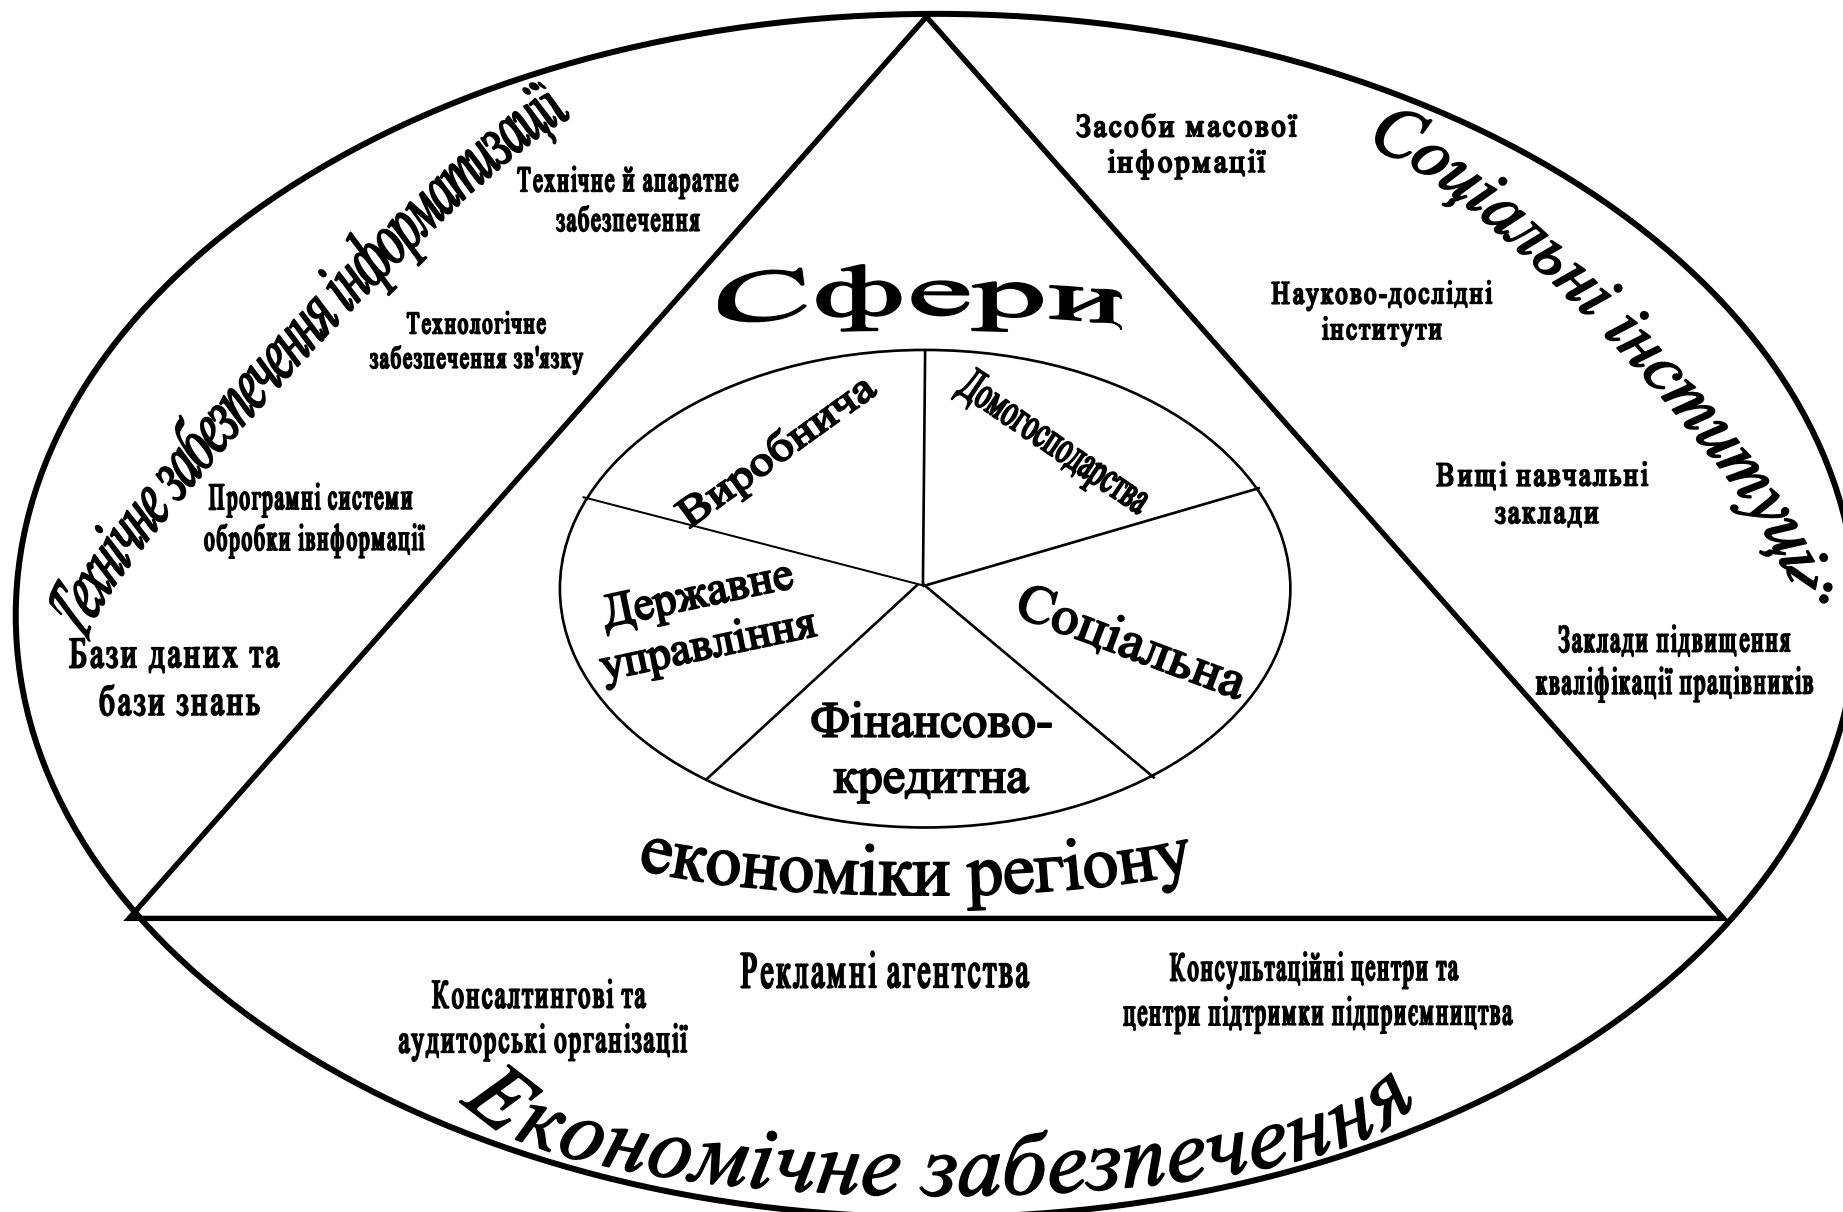 Технічне забезпечення інформатизації
Технічне й апаратне
забезпечення
Технологічне
забезпечення зв'язку
Програмні системи
обробки івнформації
Бази даних та
бази знань
Засоби масової
інформації
Соціальні інституції:
Науково-дослідні
інститути
Вищі навчальні
заклади
Заклади підвищення
кваліфікації працівників
Сфери
Виробнича
Домогосподарства
Державне
управління
Соціальна
Фінансово-
кредитна
економіки регіону
Консалтингові та
аудиторські організації
Рекламні агентства
Консультаційні центри та
центри підтримки підприємництва
Економічне забезпечення